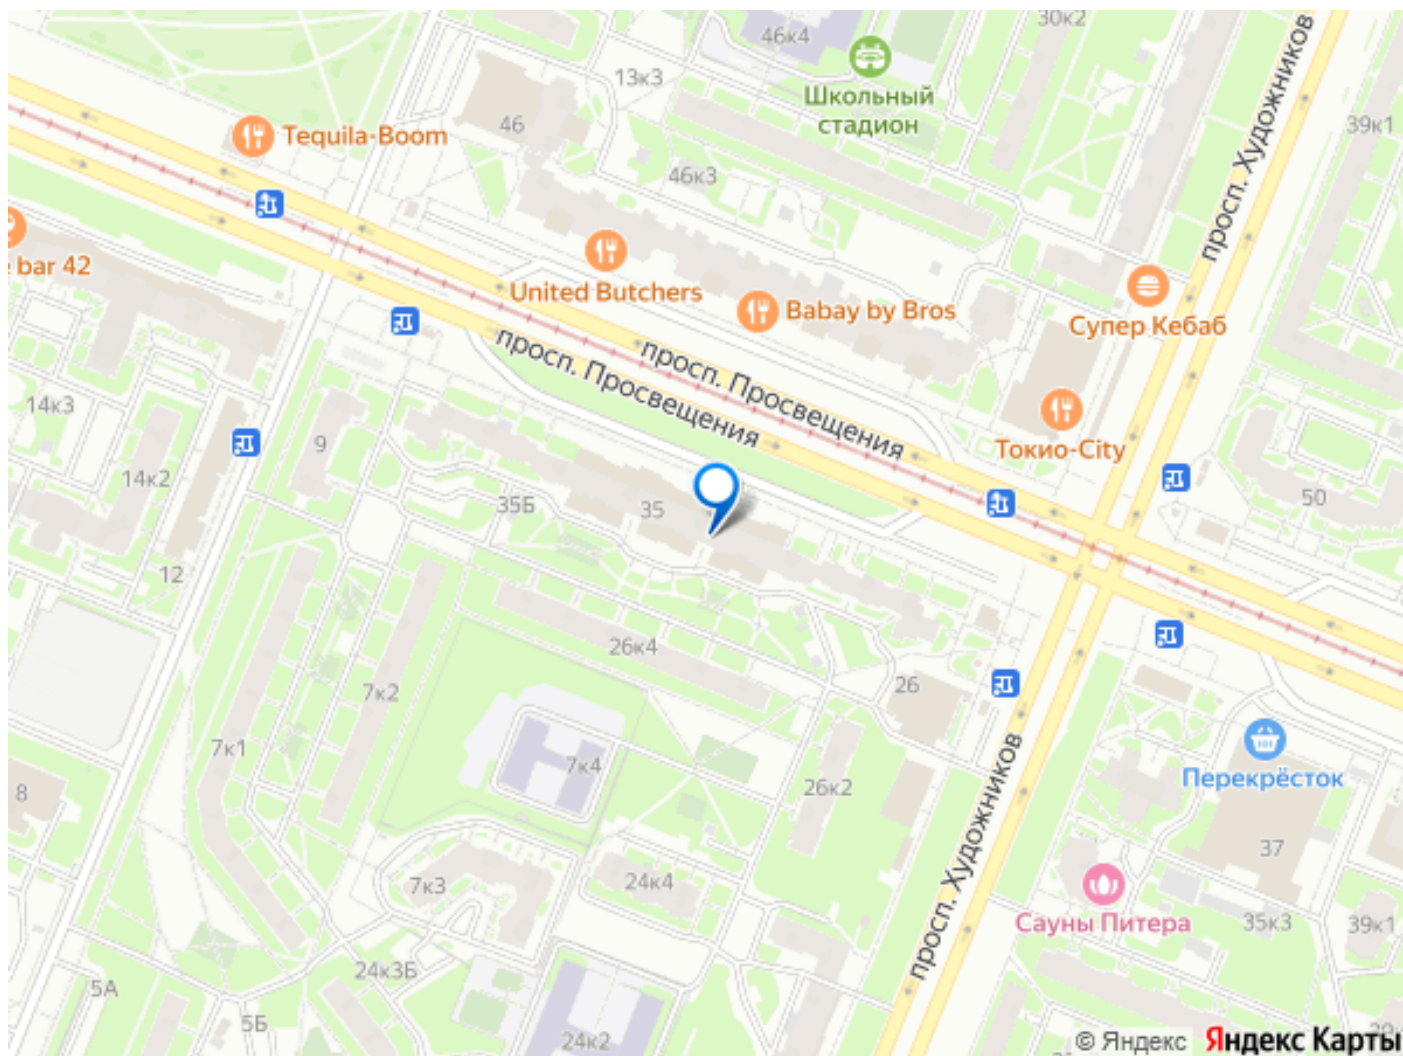 46к4
30к2
Школьный
стадион
13к3
просп. Художников
39к1
Tequila-Boom
46
46к3
bar 42
United Butchers
Babay by Bros
Супер Кебаб
просп. Просвещения
просп. Просвещения
14к3
9
Токио-City
14к2
35Б
35
50
12
26к4
26
7к2
7к1
7к4
26к2
просп. Художников
Перекрёсток
8
37
7к3
24к4
Сауны Питера
35к3
39к1
24к3Б
5А
5Б
24к2
© Яндекс Яндекс Карты